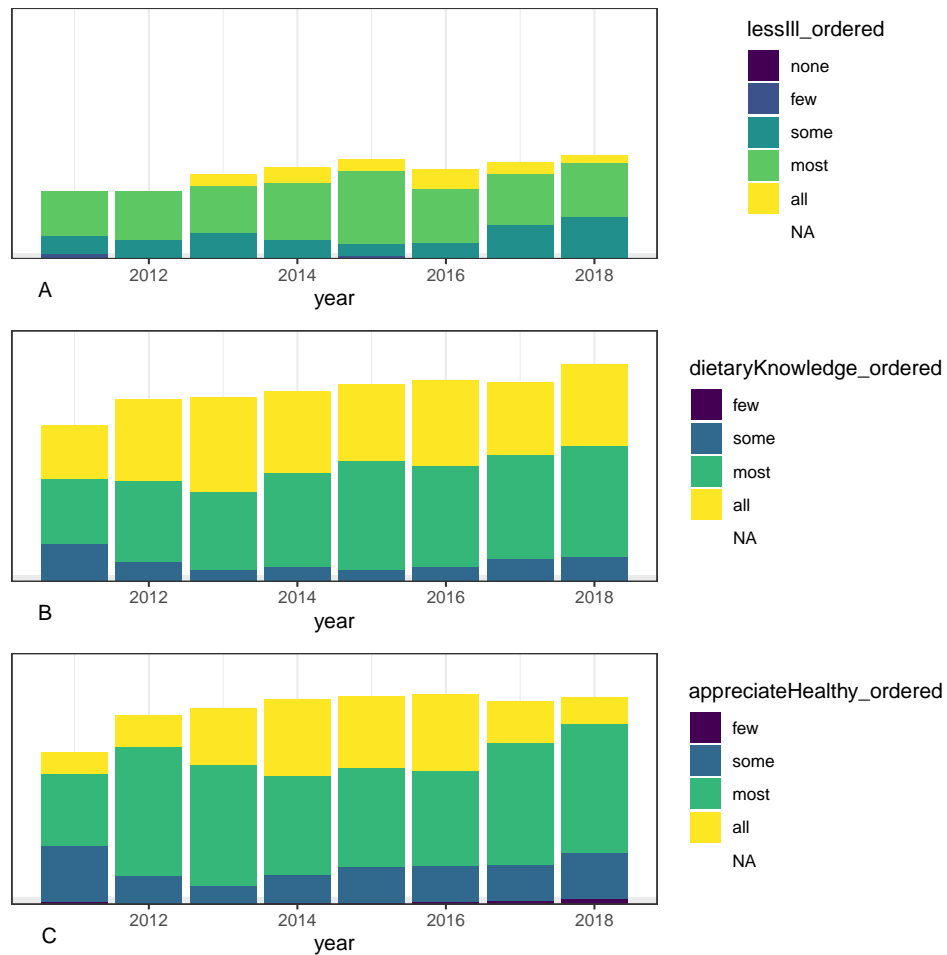 lessIll_ordered
none
few
some
most
all
NA
2012 2014 2016 2018
A
year
dietaryKnowledge_ordered
few
some
most
all
NA
2012 2014 2016 2018
B
year
appreciateHealthy_ordered
few
some
most
all
NA
2012 2014 2016 2018
C
year